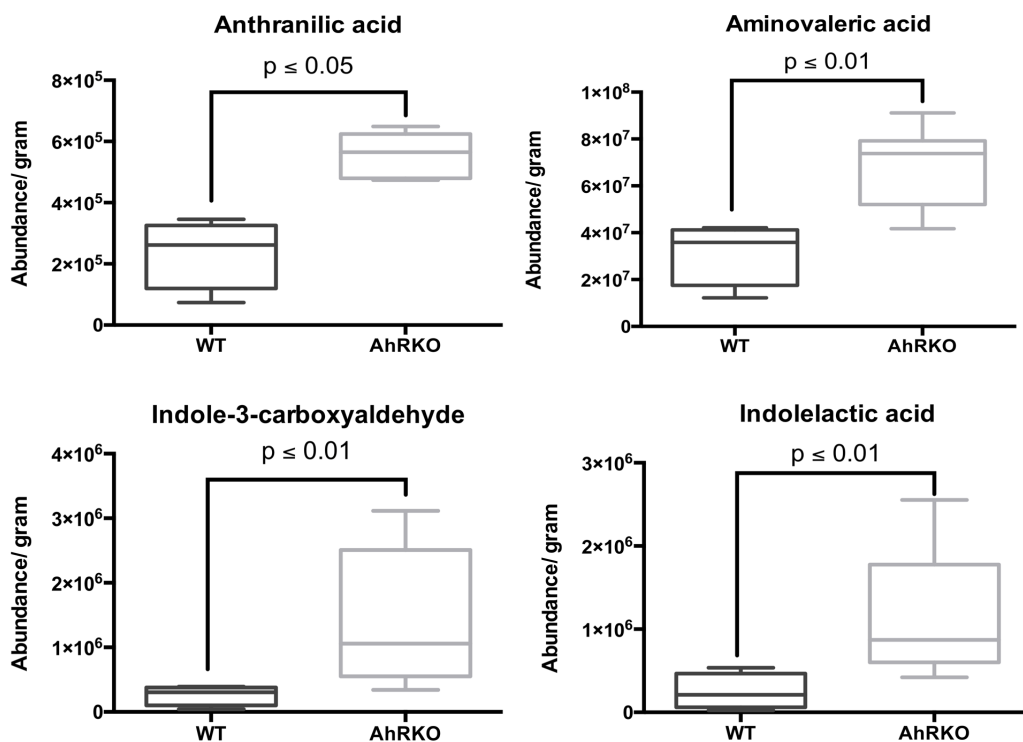 Anthranilic acid
p ≤ 0.05
Abundance/ gram
8×10⁵
6×10⁵
4×10⁵
2×10⁵
0
WT
AhRKO
Aminovaleric acid
p ≤ 0.01
Abundance/ gram
1×10⁸
8×10⁷
6×10⁷
4×10⁷
2×10⁷
0
WT
AhRKO
Indole-3-carboxyaldehyde
p ≤ 0.01
Abundance/ gram
4×10⁶
3×10⁶
2×10⁶
1×10⁶
0
WT
AhRKO
Indolelactic acid
p ≤ 0.01
Abundance/ gram
3×10⁶
2×10⁶
1×10⁶
0
WT
AhRKO